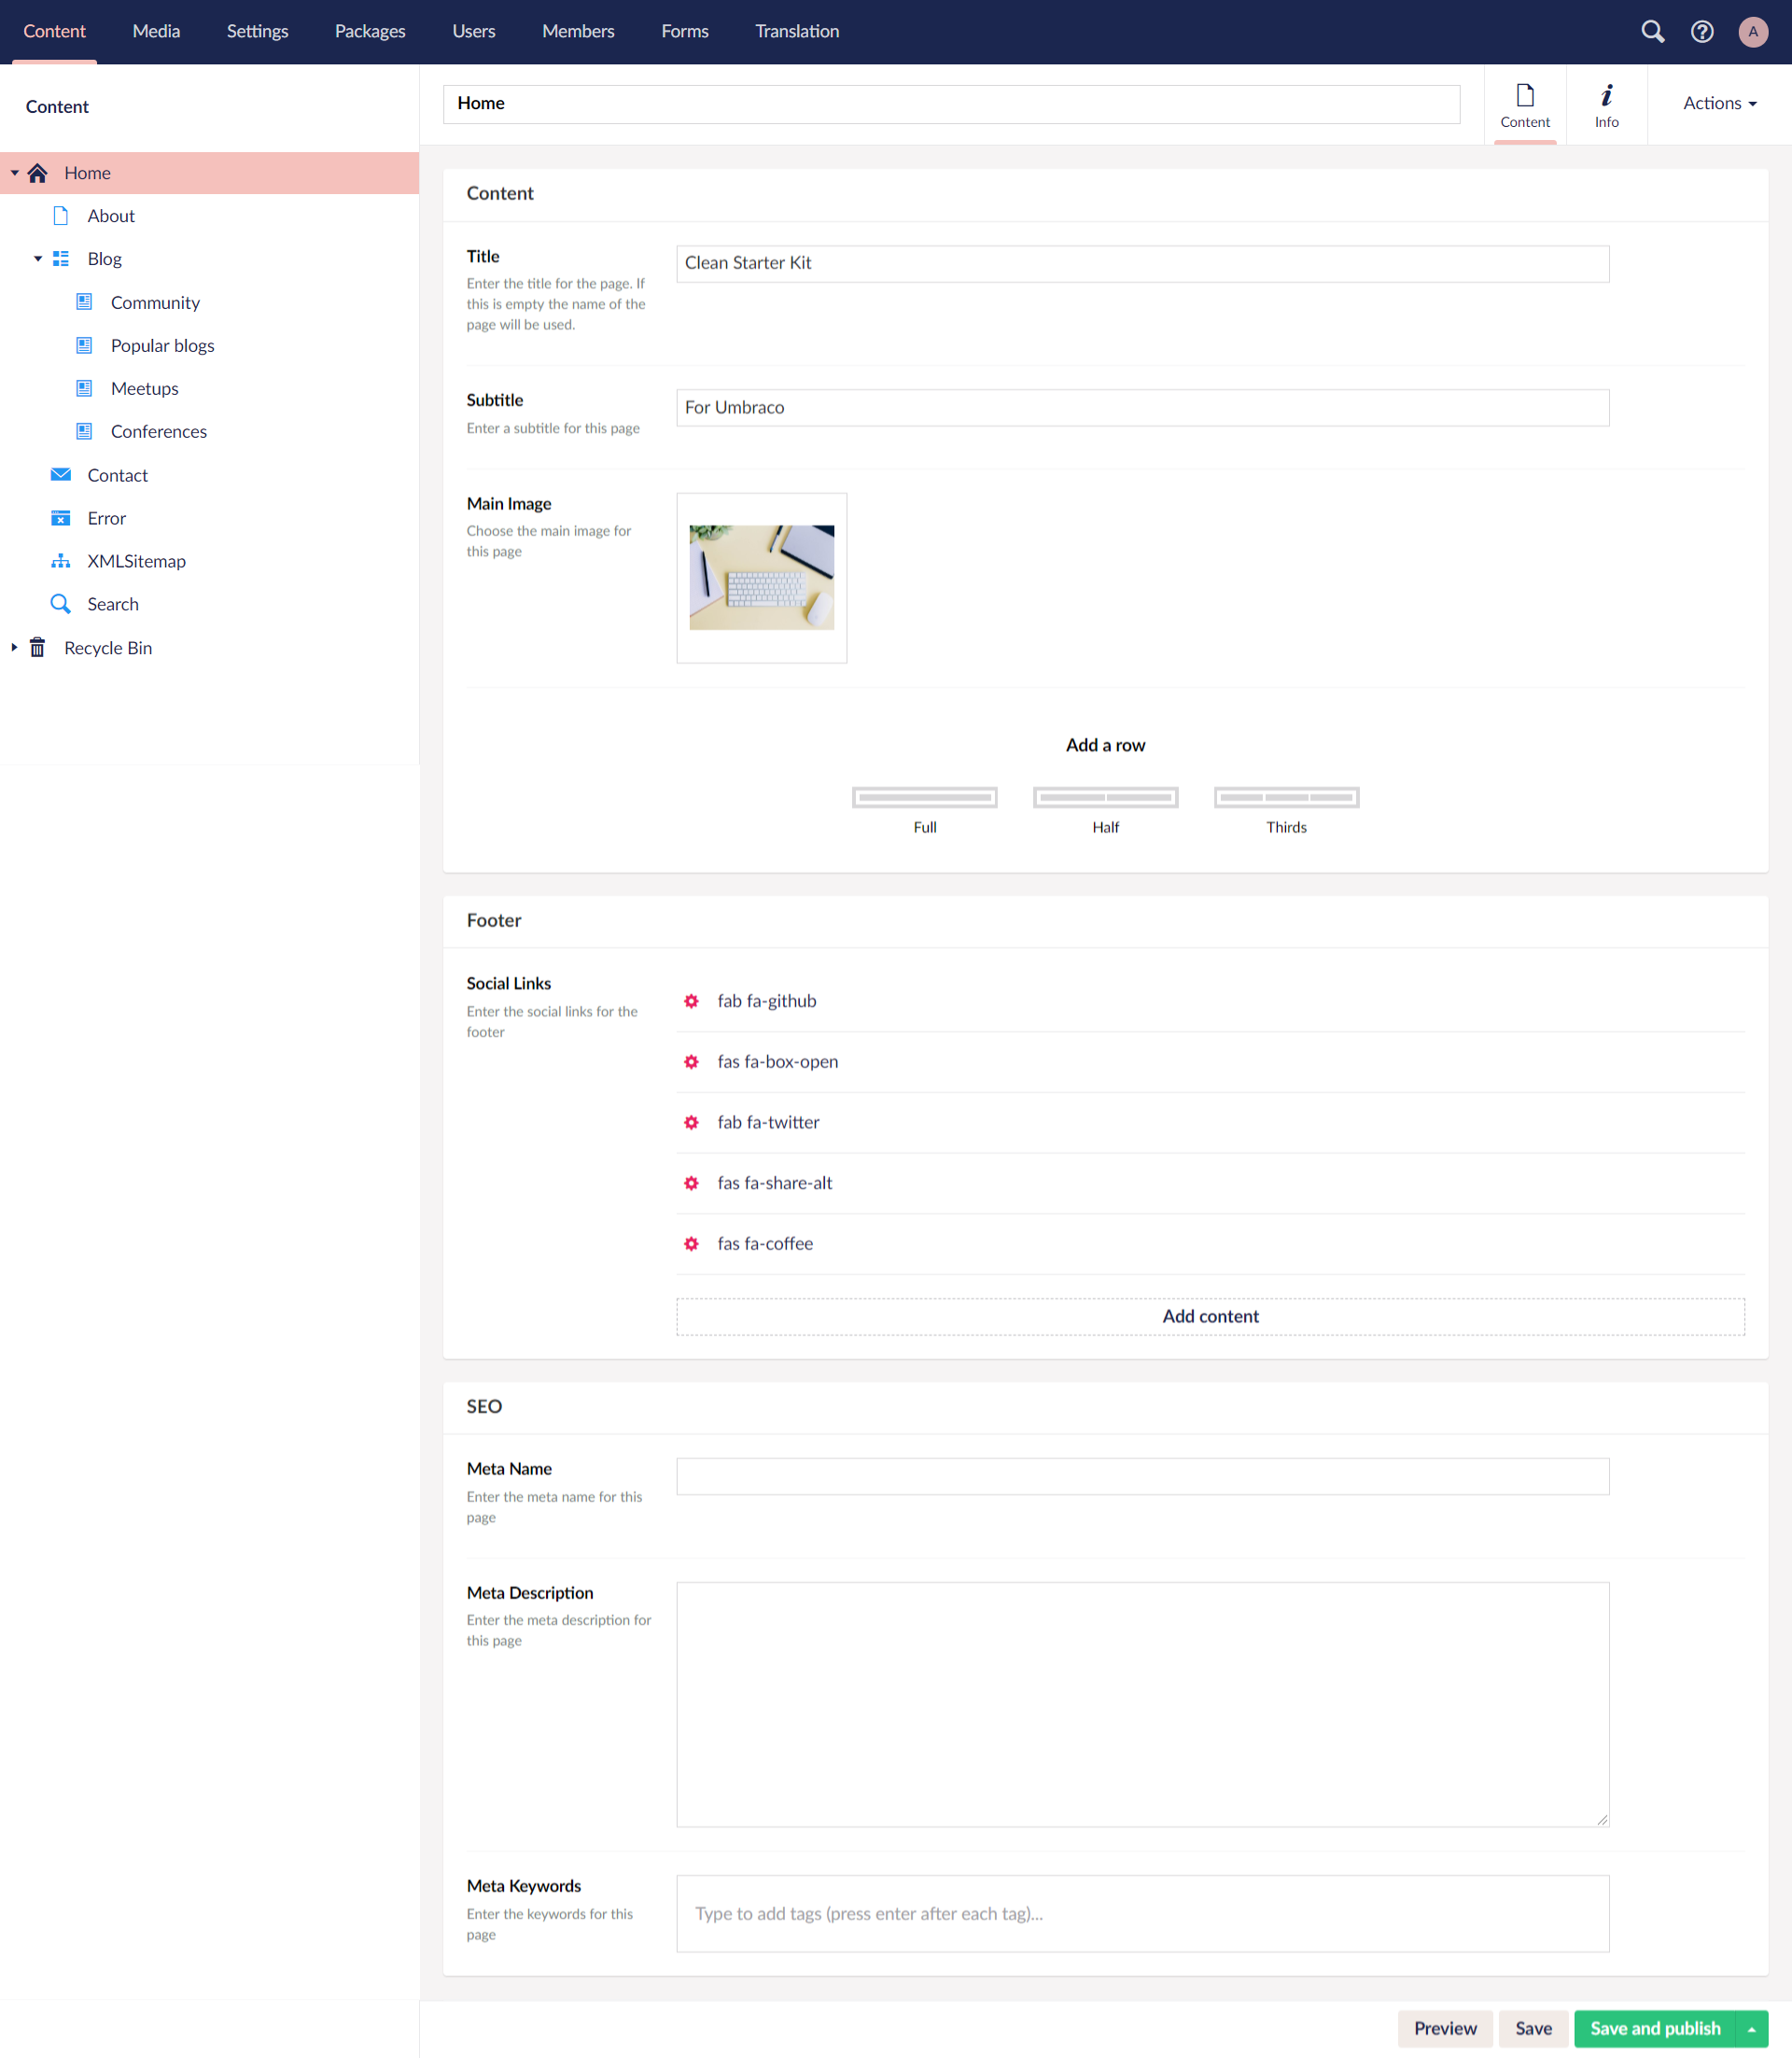 Content Media Settings Packages Users Members Forms Translation A
Content
Home
About
Blog
Community
Popular blogs
Meetups
Conferences
Contact
Error
XMLSitemap
Search
Recycle Bin
Home
Content
Info
Actions
Content
Title
Enter the title for the page. If
this is empty the name of the
page will be used.
Clean Starter Kit
Subtitle
Enter a subtitle for this page
For Umbraco
Main Image
Choose the main image for
this page
Add a row
Full Half Thirds
Footer
Social Links
Enter the social links for the
footer
fab fa-github
fas fa-box-open
fab fa-twitter
fas fa-share-alt
fas fa-coffee
Add content
SEO
Meta Name
Enter the meta name for this
page
Meta Description
Enter the meta description for
this page
Meta Keywords
Enter the keywords for this
page
Type to add tags (press enter after each tag)...
Preview Save Save and publish